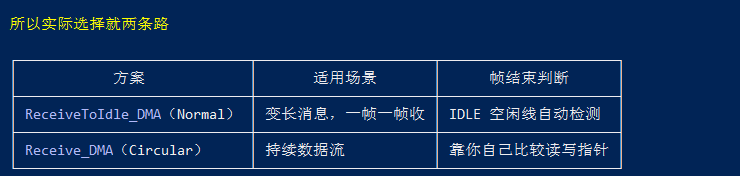 所以实际选择就两条路
方案 适用场景 帧结束判断
ReceiveToIdle_DMA（Normal） 变长消息，一帧一帧收 IDLE 空闲线自动检测
Receive_DMA（Circular） 持续数据流 靠你自己比较读写指针